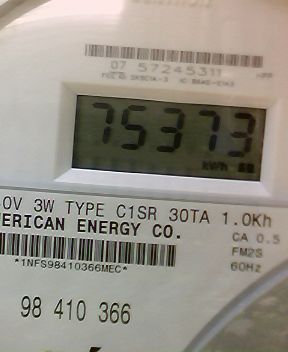 07 57245311
75373
kWh
0V 3W TYPE C1SR 30TA 1.0Kh
ERICAN ENERGY CO.
CA 0.5
FM2S
*1NFS98410366MEC*
60Hz
98 410 366